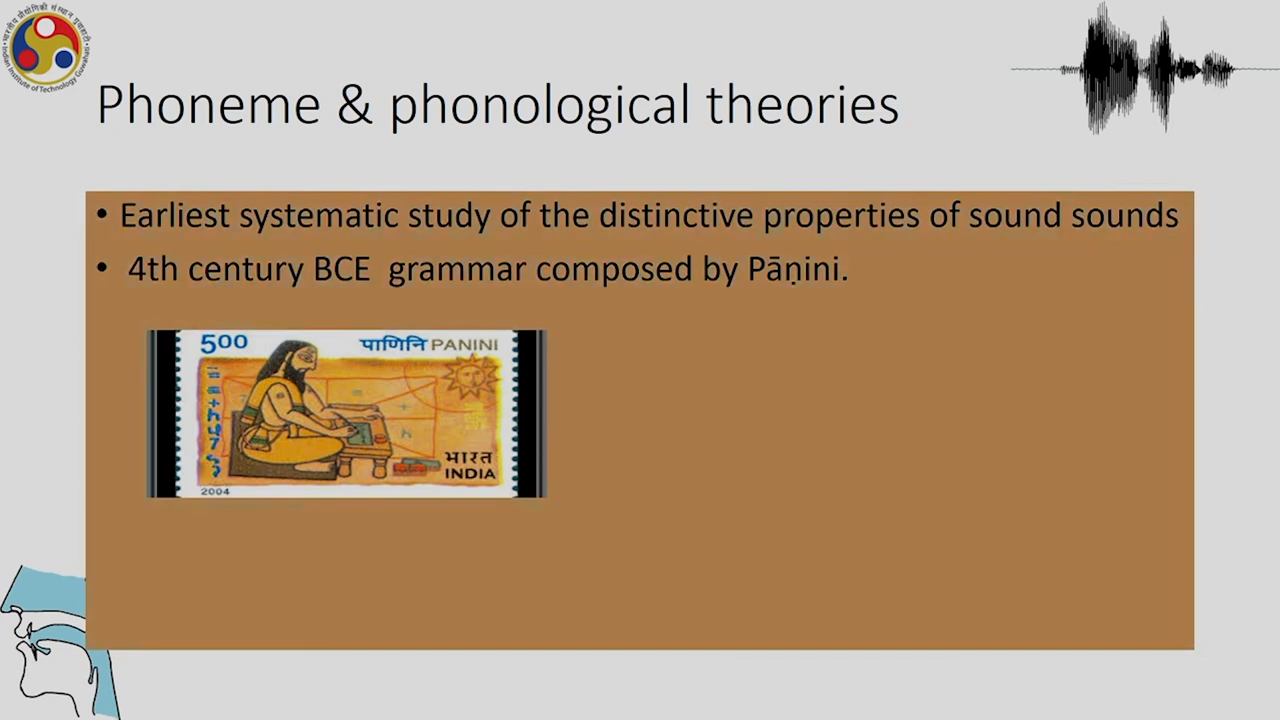 Phoneme & phonological theories
• Earliest systematic study of the distinctive properties of sound sounds
• 4th century BCE grammar composed by Pāṇini.
500 पाणिनि PANINI
भारत
INDIA
2004